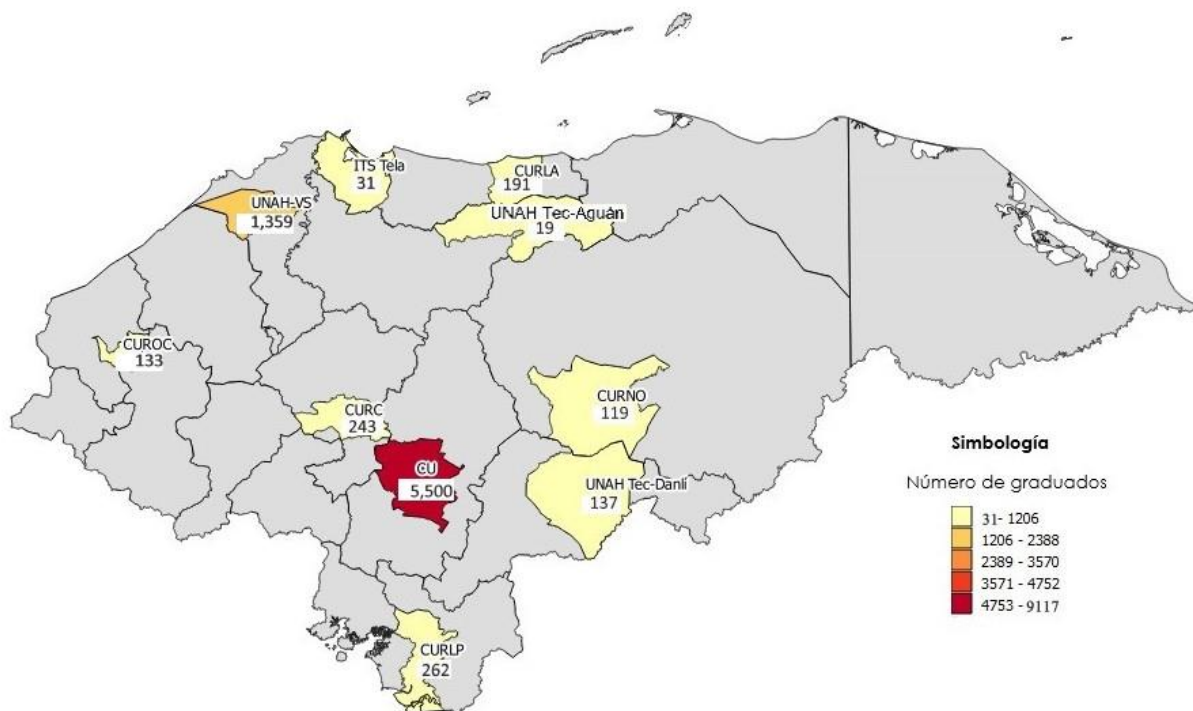 ITS Tela
31
CURLA
191
UNAH-VS
1,359
UNAH Tec-Aguán
19
CUROC
133
CURNO
119
CURC
243
CU
5,500
UNAH Tec-Danlí
137
CURLP
262
Simbología
Número de graduados
31- 1206
1206 - 2388
2389 - 3570
3571 - 4752
4753 - 9117